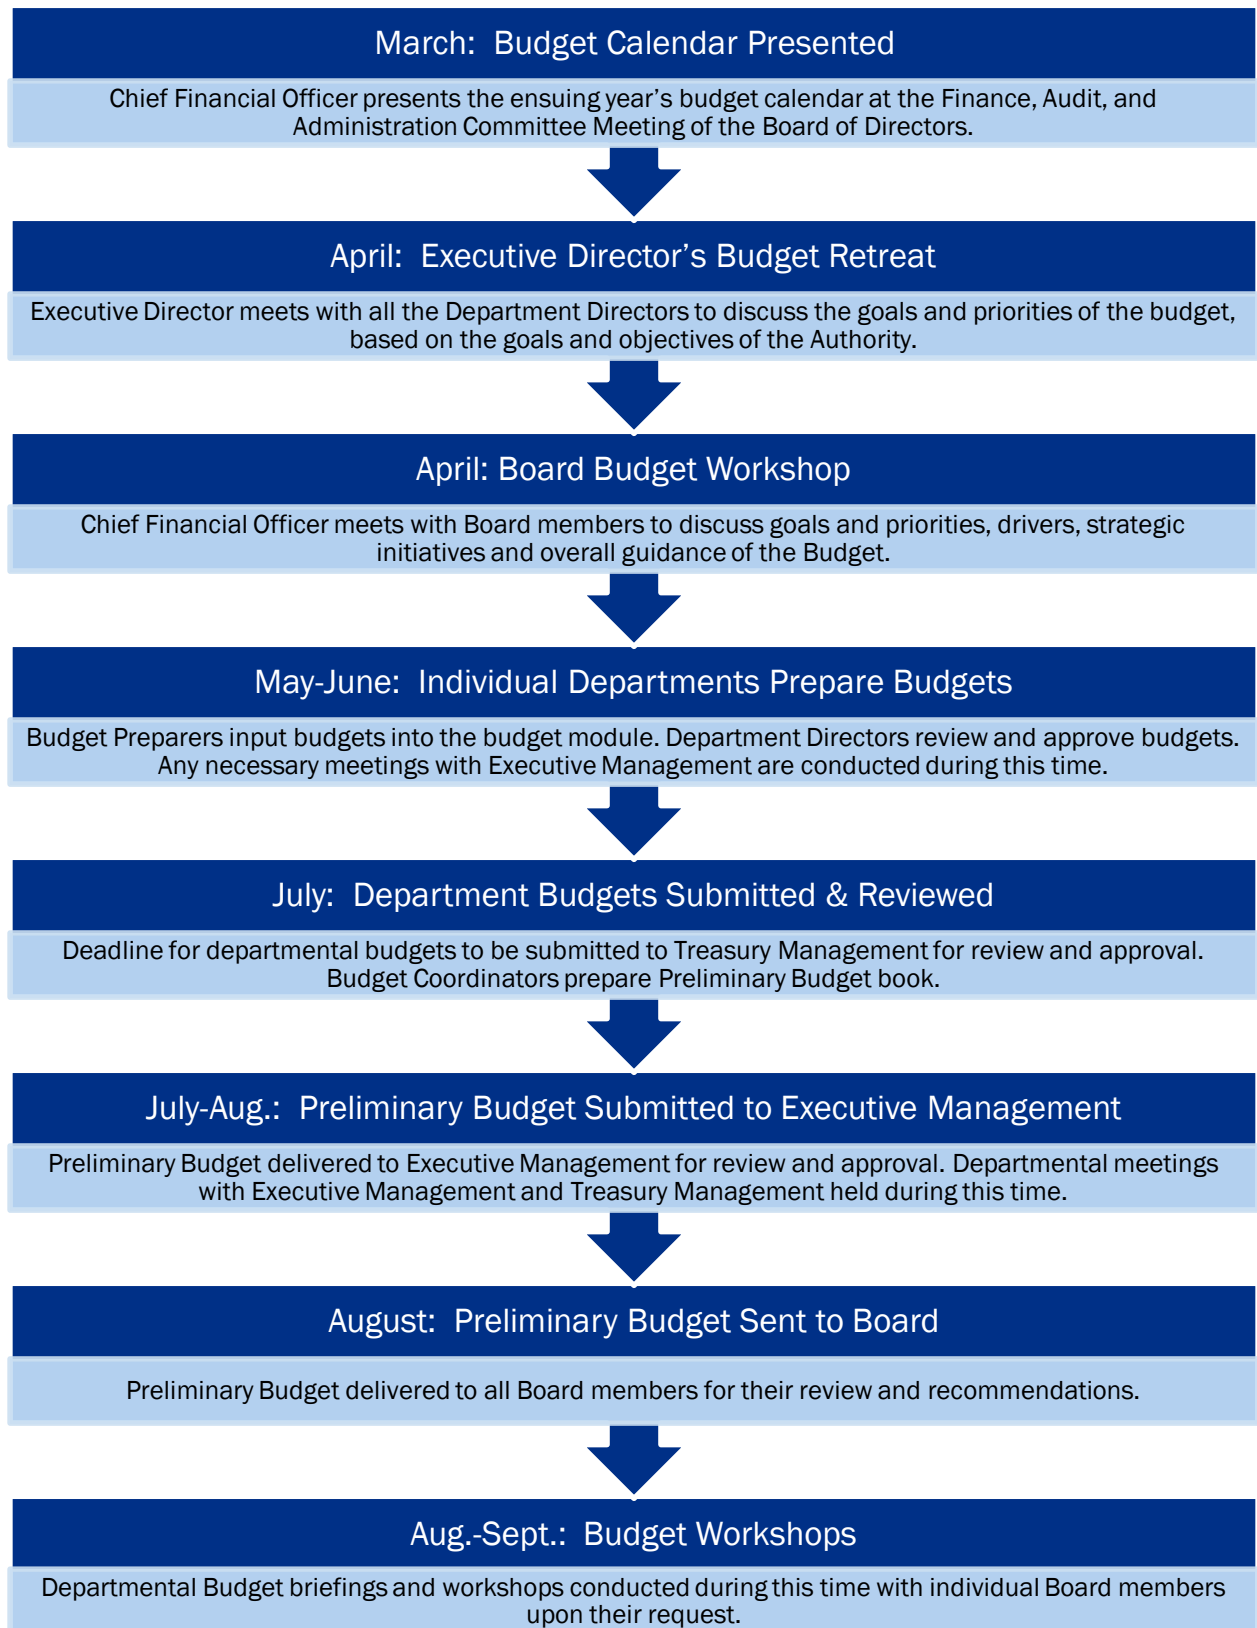 March: Budget Calendar Presented
Chief Financial Officer presents the ensuing year's budget calendar at the Finance, Audit, and
Administration Committee Meeting of the Board of Directors.
April: Executive Director's Budget Retreat
Executive Director meets with all the Department Directors to discuss the goals and priorities of the budget,
based on the goals and objectives of the Authority.
April: Board Budget Workshop
Chief Financial Officer meets with Board members to discuss goals and priorities, drivers, strategic
initiatives and overall guidance of the Budget.
May-June: Individual Departments Prepare Budgets
Budget Preparers input budgets into the budget module. Department Directors review and approve budgets.
Any necessary meetings with Executive Management are conducted during this time.
July: Department Budgets Submitted & Reviewed
Deadline for departmental budgets to be submitted to Treasury Management for review and approval.
Budget Coordinators prepare Preliminary Budget book.
July-Aug.: Preliminary Budget Submitted to Executive Management
Preliminary Budget delivered to Executive Management for review and approval. Departmental meetings
with Executive Management and Treasury Management held during this time.
August: Preliminary Budget Sent to Board
Preliminary Budget delivered to all Board members for their review and recommendations.
Aug.-Sept.: Budget Workshops
Departmental Budget briefings and workshops conducted during this time with individual Board members
upon their request.